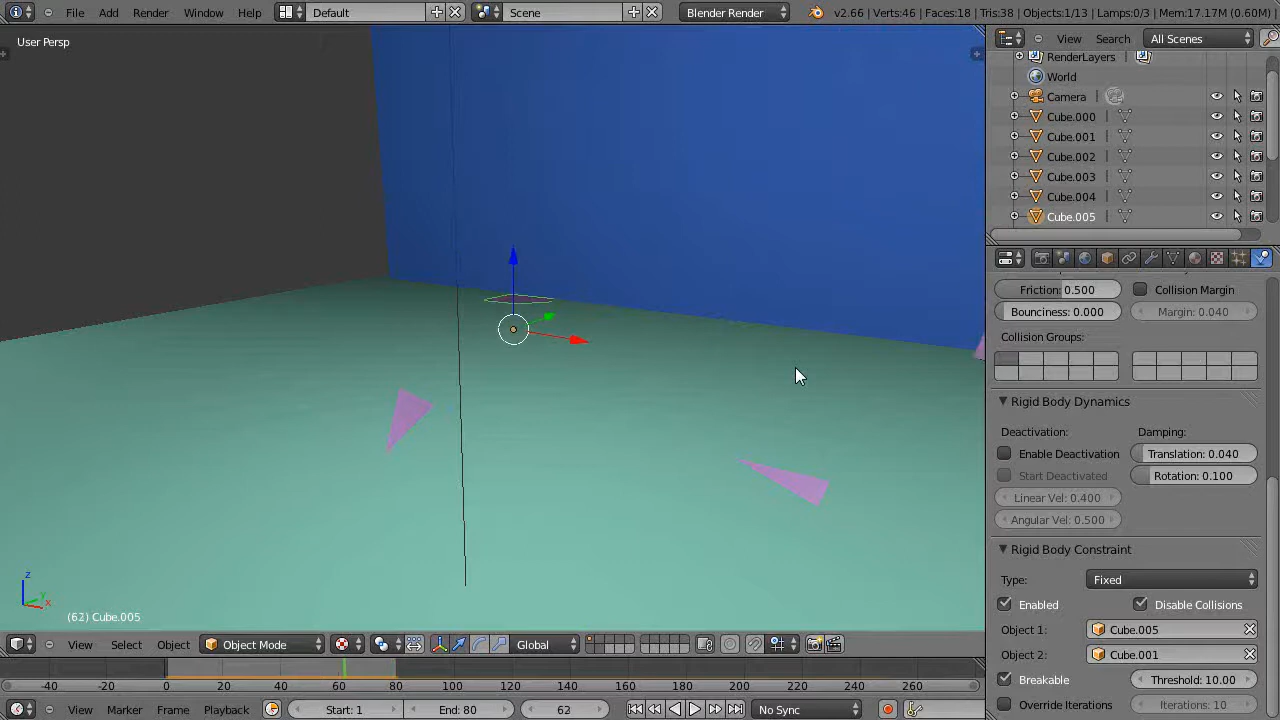 File Add Render Window Help Default Scene Blender Render v2.66 | Verts:46 | Faces:18 | Tris:38 | Objects:1/13 | Lamps:0/3 | Mem:17.17M (0.60M) |
User Persp
View Search All Scenes
RenderLayers |
World
Camera |
Cube.000 |
Cube.001 |
Cube.002 |
Cube.003 |
Cube.004 |
Cube.005 |
Friction: 0.500 Collision Margin
Bounciness: 0.000 Margin: 0.040
Collision Groups:
Rigid Body Dynamics
Deactivation: Damping:
Enable Deactivation Translation: 0.040
Start Deactivated Rotation: 0.100
Linear Vel: 0.400
Angular Vel: 0.500
Rigid Body Constraint
Type: Fixed
Enabled Disable Collisions
Object 1: Cube.005
Object 2: Cube.001
Breakable Threshold: 10.00
Override Iterations Iterations: 10
z
y
x
(62) Cube.005
View Select Object Object Mode Global
-40 -20 0 20 40 60 80 100 120 140 160 180 200 220 240 260
View Marker Frame Playback Start: 1 End: 80 62 No Sync